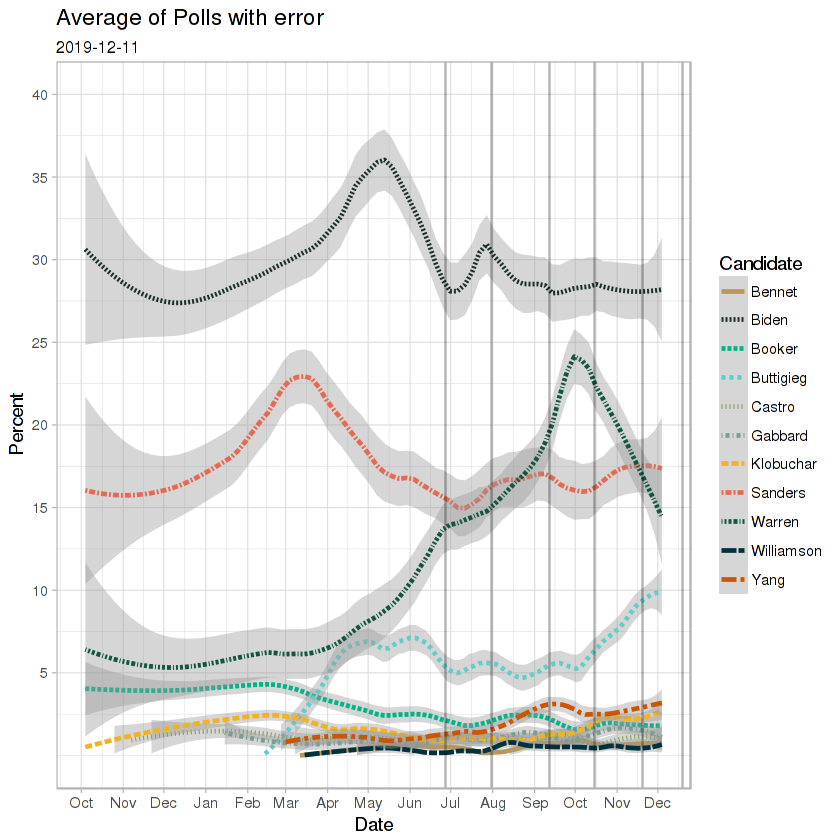 Average of Polls with error
2019-12-11
40
35
30
25
20
15
10
5
Percent
Oct Nov Dec Jan Feb Mar Apr May Jun Jul Aug Sep Oct Nov Dec
Date
Candidate
Bennet
Biden
Booker
Buttigieg
Castro
Gabbard
Klobuchar
Sanders
Warren
Williamson
Yang